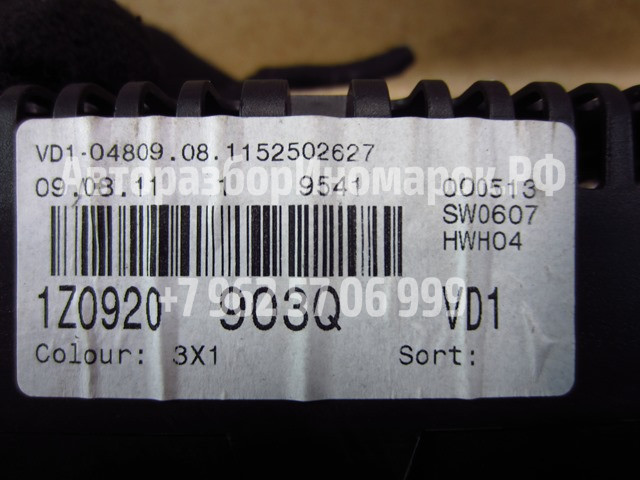 VD1-04809.08.1152502627
09.08.11 1 9541 000513
SW0607
HWH04
1Z0920 903Q VD1
Colour: 3X1 Sort:
Авторазбор Иномарок.РФ